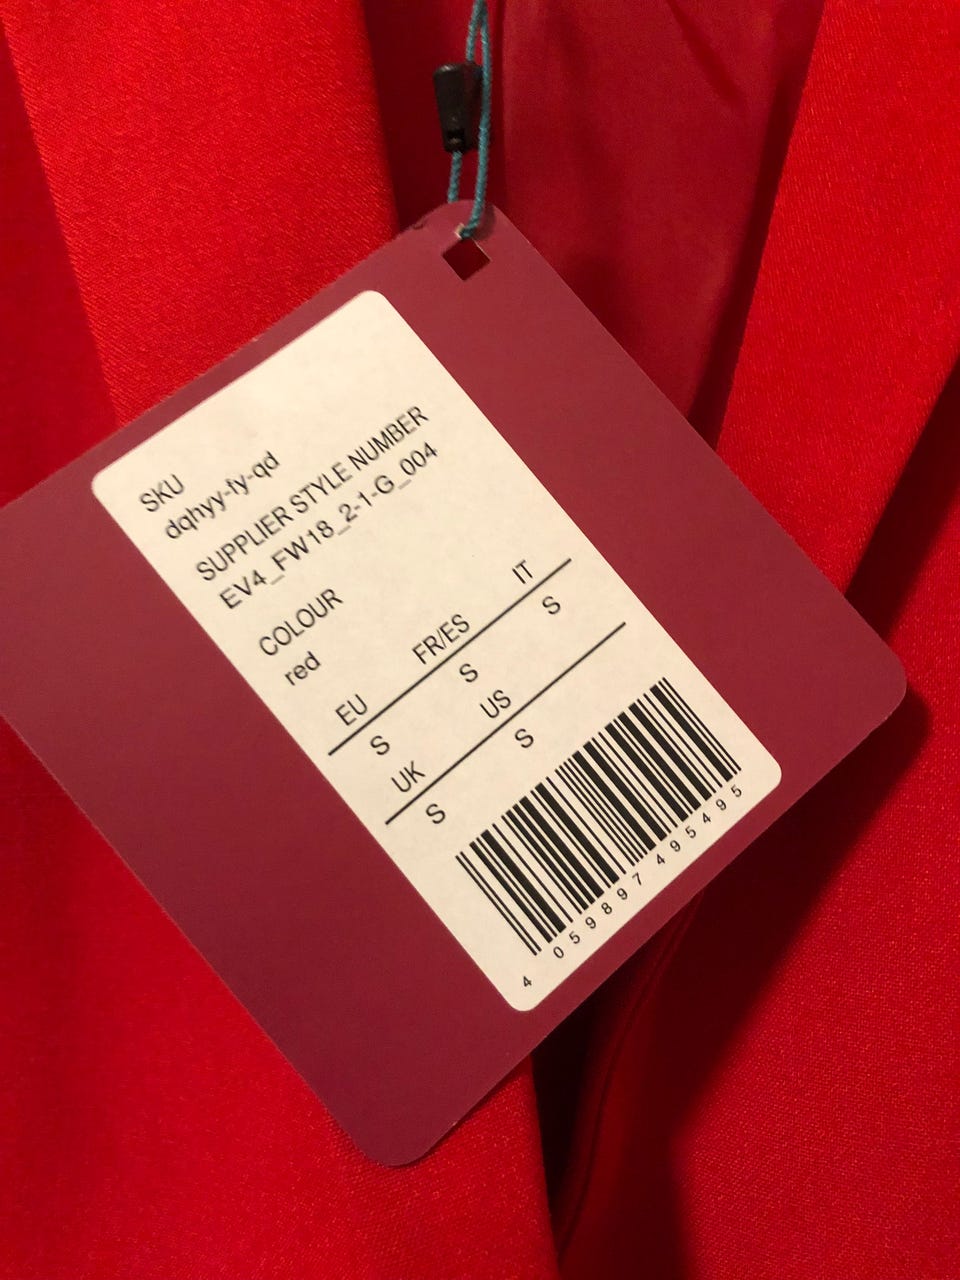 SKU
dqhyy-fy-qd
SUPPLIER STYLE NUMBER
EV4_FW18_2-1-G_004
COLOUR
red
EU FR/ES IT
S S S
UK US
S S
4 059897 495495